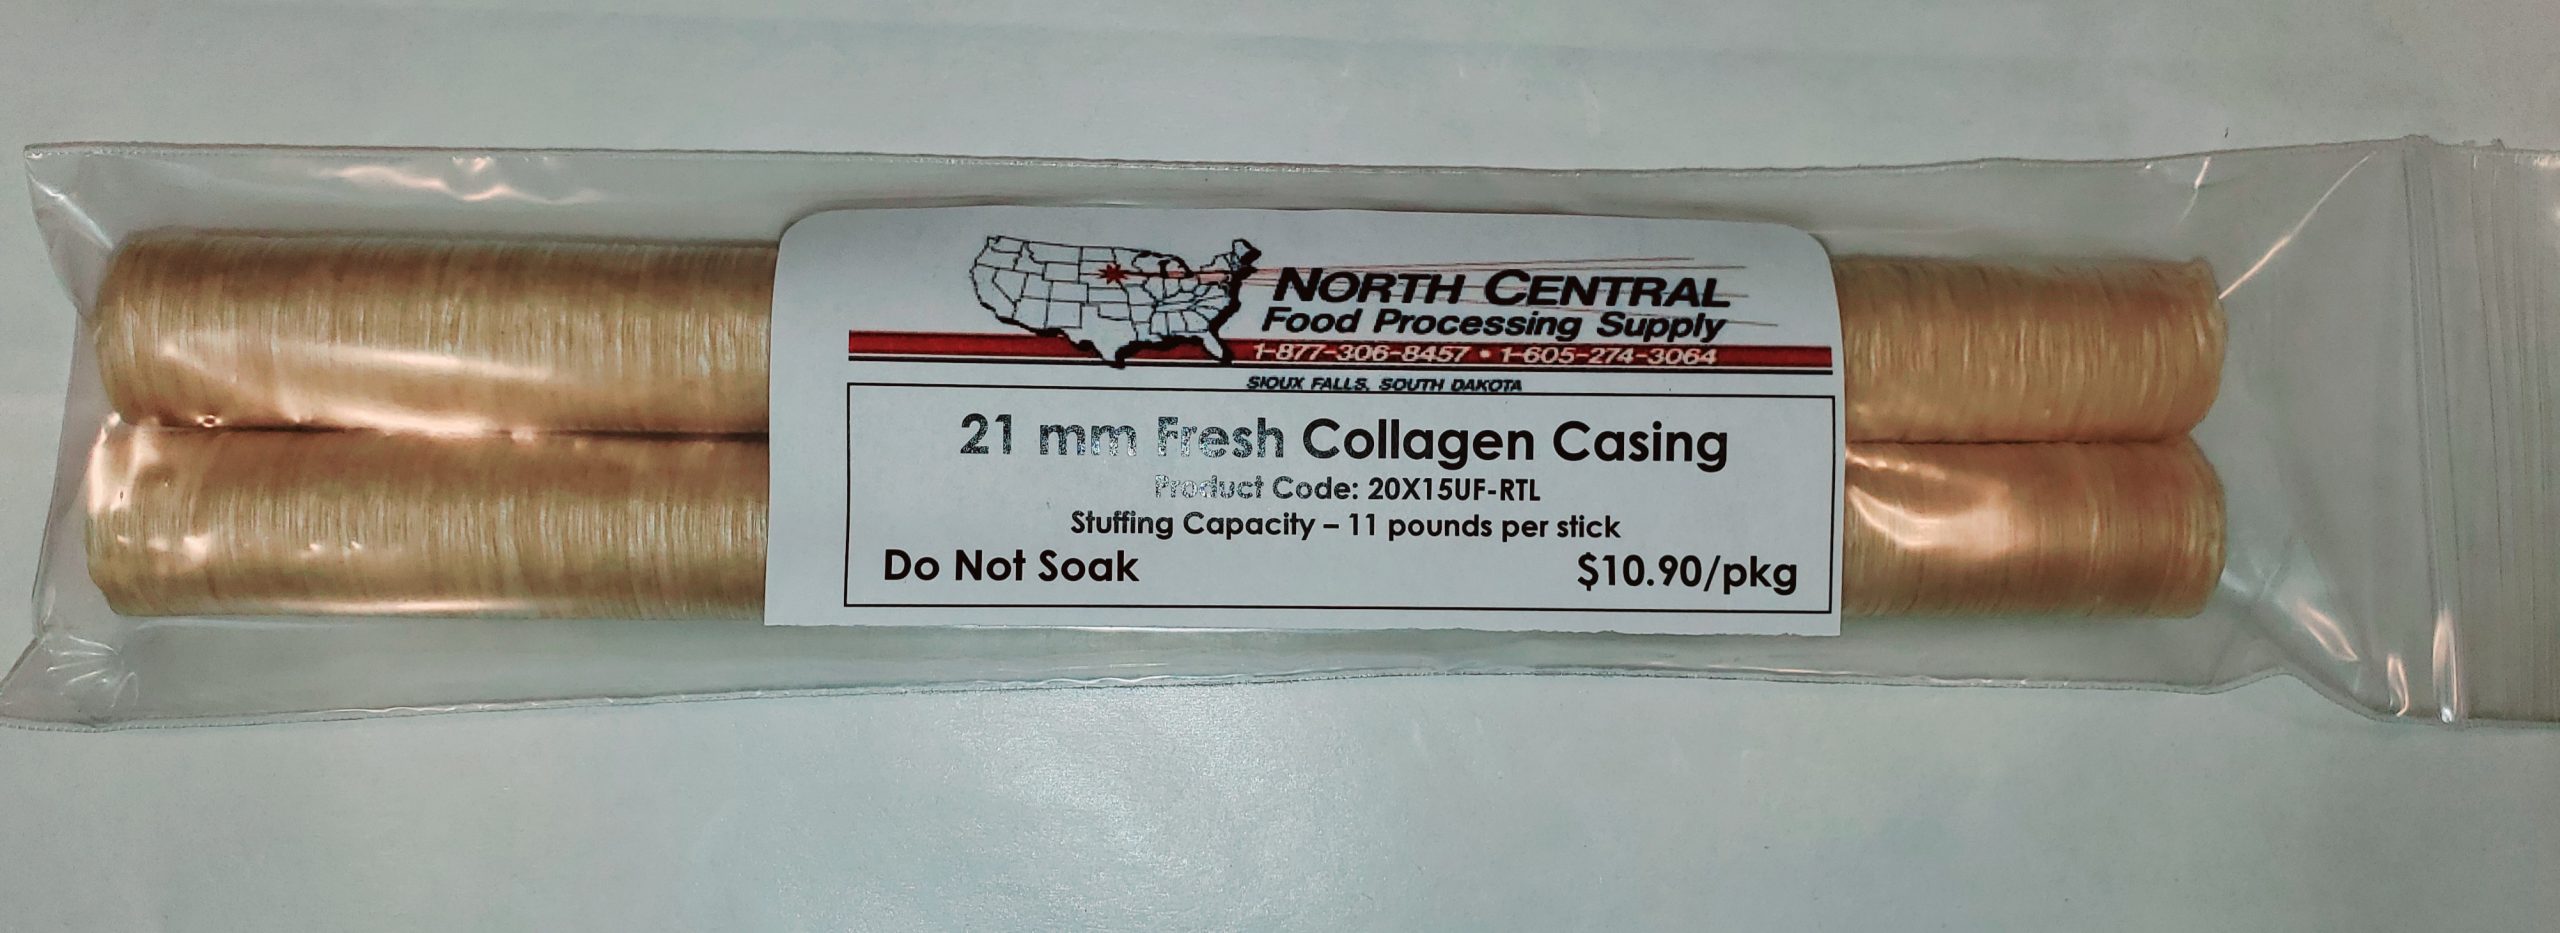 NORTH CENTRAL
Food Processing Supply
1-877-306-8457 • 1-605-274-3064
SIOUX FALLS, SOUTH DAKOTA
21 mm Fresh Collagen Casing
Product Code: 20X15UF-RTL
Stuffing Capacity – 11 pounds per stick
Do Not Soak $10.90/pkg